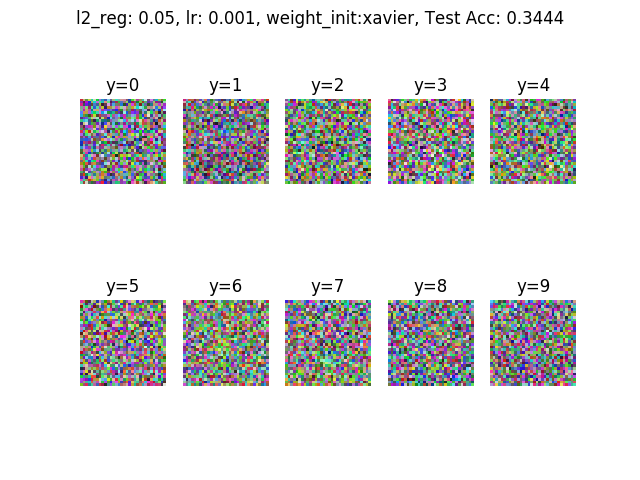 l2_reg: 0.05, lr: 0.001, weight_init:xavier, Test Acc: 0.3444
y=0 y=1 y=2 y=3 y=4
y=5 y=6 y=7 y=8 y=9